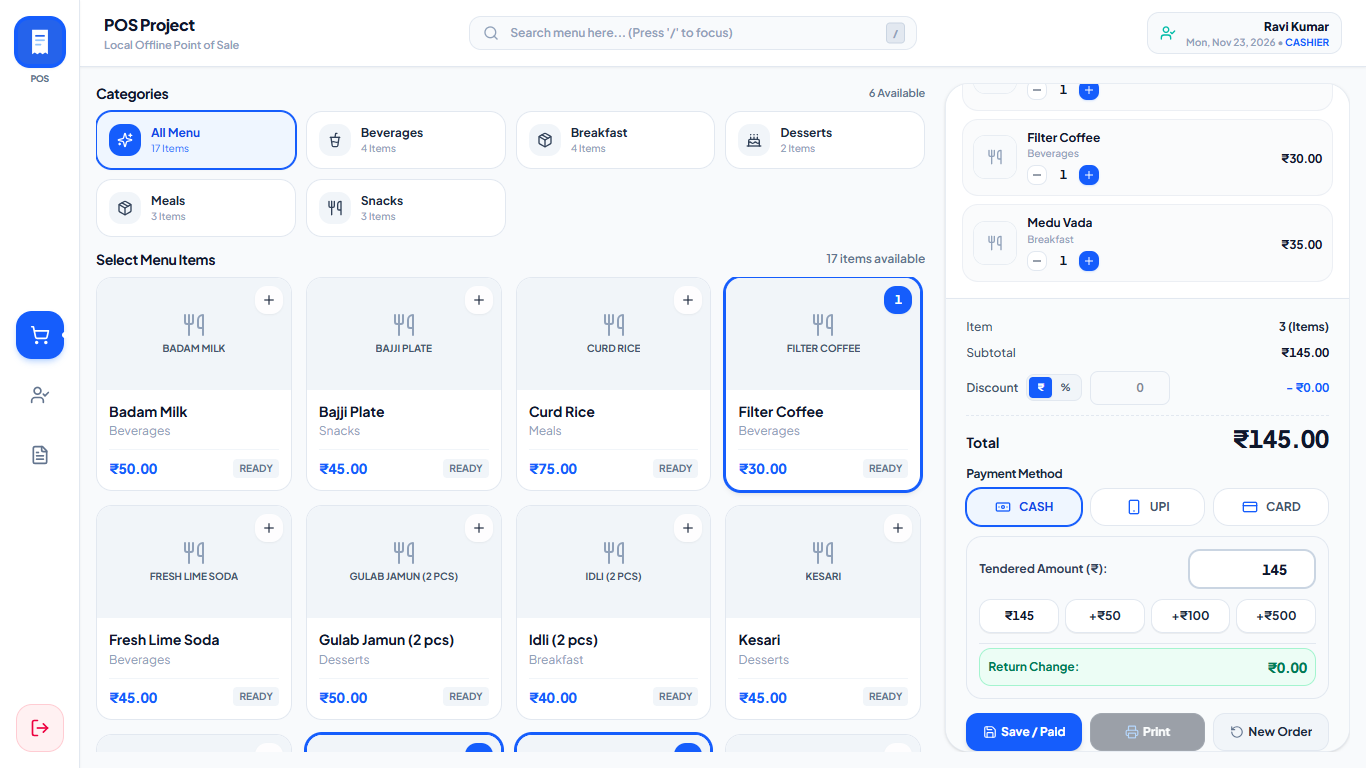 POS
POS Project
Local Offline Point of Sale
Search menu here... (Press '/' to focus)
/
Ravi Kumar
Mon, Nov 23, 2026 • CASHIER
Categories
6 Available
All Menu
17 Items
Beverages
4 Items
Breakfast
4 Items
Desserts
2 Items
Meals
3 Items
Snacks
3 Items
Select Menu Items
17 items available
BADAM MILK
Badam Milk
Beverages
₹50.00
READY
BAJJI PLATE
Bajji Plate
Snacks
₹45.00
READY
CURD RICE
Curd Rice
Meals
₹75.00
READY
1
FILTER COFFEE
Filter Coffee
Beverages
₹30.00
READY
FRESH LIME SODA
Fresh Lime Soda
Beverages
₹45.00
READY
GULAB JAMUN (2 PCS)
Gulab Jamun (2 pcs)
Desserts
₹50.00
READY
IDLI (2 PCS)
Idli (2 pcs)
Breakfast
₹40.00
READY
KESARI
Kesari
Desserts
₹45.00
READY
1
Filter Coffee
Beverages
1
₹30.00
Medu Vada
Breakfast
1
₹35.00
Item 3 (Items)
Subtotal ₹145.00
Discount ₹ % 0 - ₹0.00
Total ₹145.00
Payment Method
CASH UPI CARD
Tendered Amount (₹): 145
₹145 +₹50 +₹100 +₹500
Return Change: ₹0.00
Save / Paid Print New Order